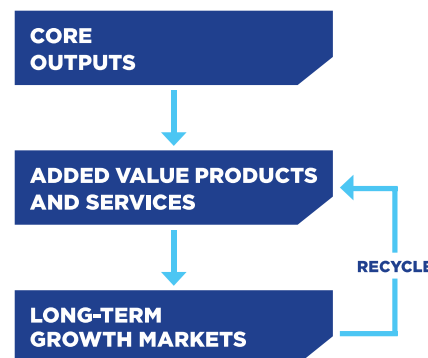 CORE
OUTPUTS
ADDED VALUE PRODUCTS
AND SERVICES
RECYCLE
LONG-TERM
GROWTH MARKETS